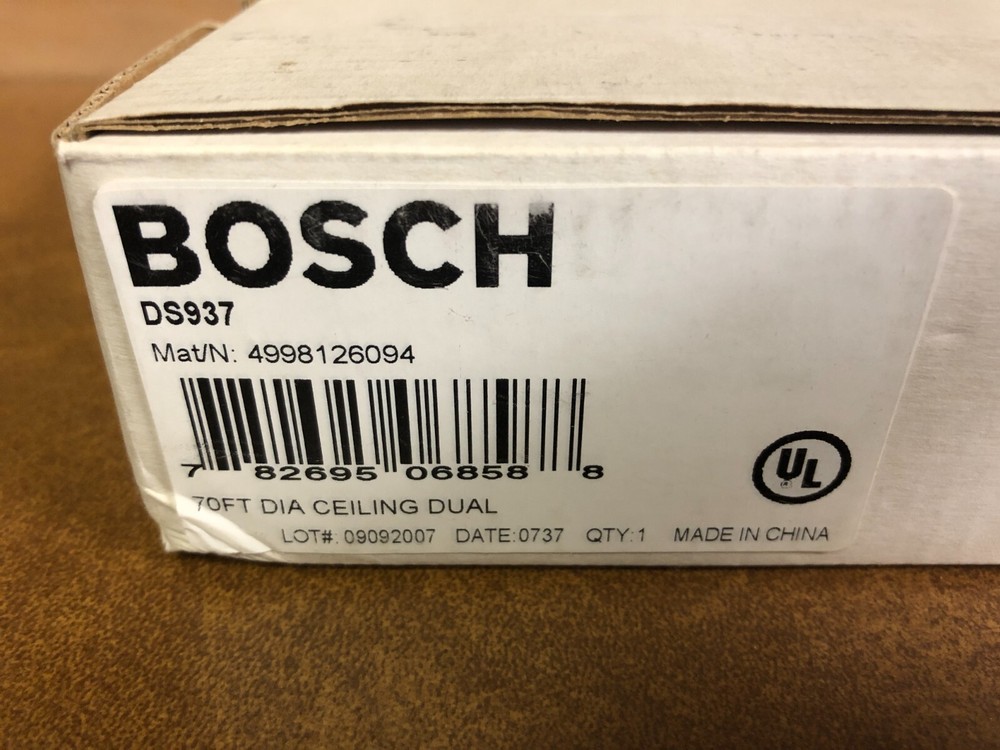 BOSCH
DS937
Mat/N: 4998126094
7 82695 06858 8
70FT DIA CEILING DUAL
UL
LOT#: 09092007 DATE:0737 QTY:1 MADE IN CHINA